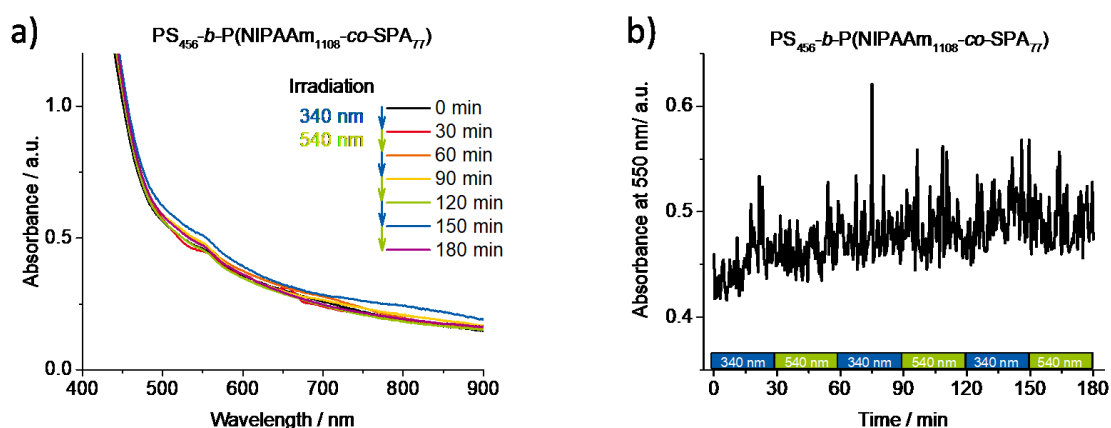 a)
PS456-b-P(NIPAAm1108-co-SPA77)
Irradiation
340 nm
540 nm
0 min
30 min
60 min
90 min
120 min
150 min
180 min
1.0
0.5
0.0
Absorbance / a.u.
400 500 600 700 800 900
Wavelength / nm
b)
PS456-b-P(NIPAAm1108-co-SPA77)
0.6
0.5
0.4
Absorbance at 550 nm/ a.u.
340 nm 540 nm 340 nm 540 nm 340 nm 540 nm
0 30 60 90 120 150 180
Time / min